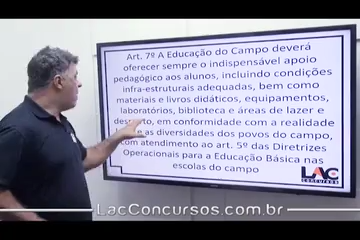 Art. 7º A Educação do Campo deverá
oferecer sempre o indispensável apoio
pedagógico aos alunos, incluindo condições
infra-estruturais adequadas, bem como
materiais e livros didáticos, equipamentos,
laboratórios, biblioteca e áreas de lazer e
desporto, em conformidade com a realidade
as diversidades dos povos do campo,
com atendimento ao art. 5º das Diretrizes
Operacionais para a Educação Básica nas
escolas do campo
LAC
CONCURSOS
LacConcursos.com.br